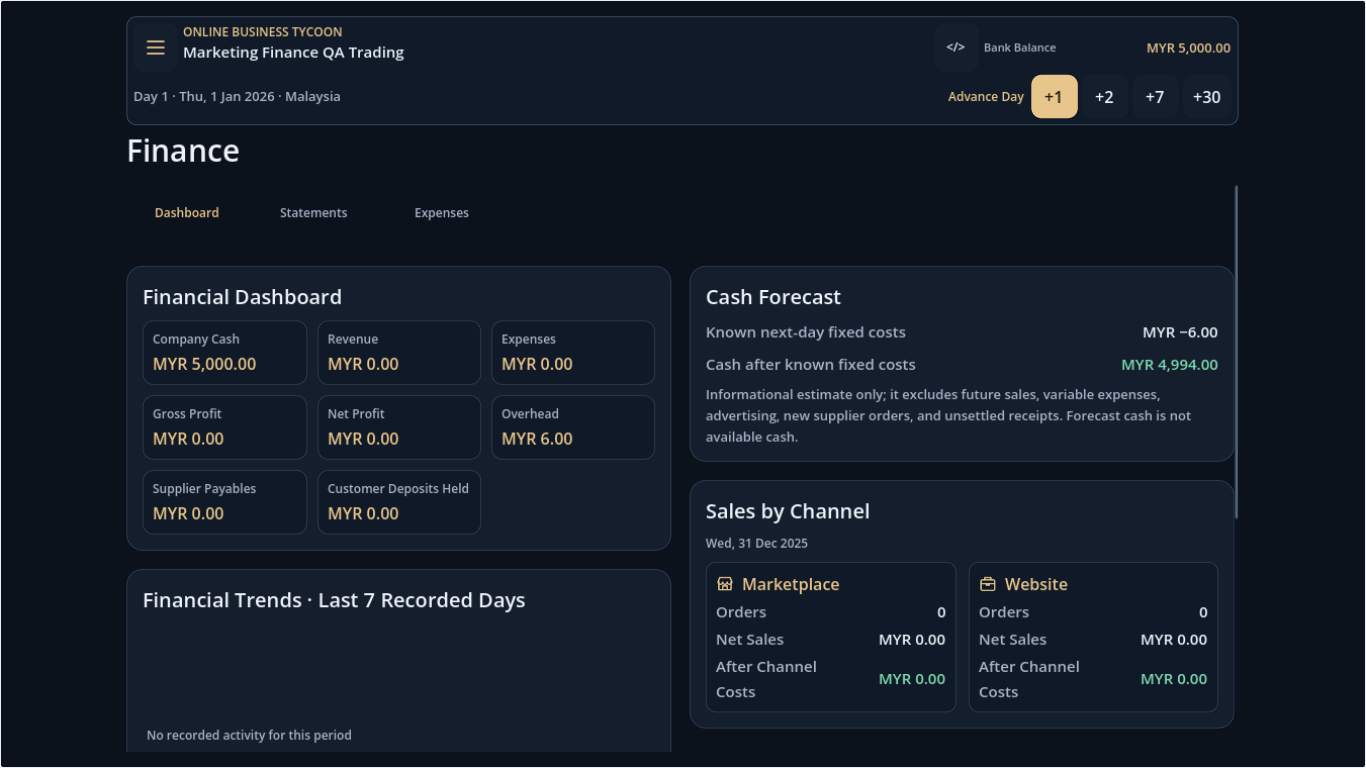 ONLINE BUSINESS TYCOON
Marketing Finance QA Trading
</>
Bank Balance
MYR 5,000.00
Day 1 · Thu, 1 Jan 2026 · Malaysia
Advance Day
+1
+2
+7
+30
Finance
Dashboard
Statements
Expenses
Financial Dashboard
Company Cash
MYR 5,000.00
Revenue
MYR 0.00
Expenses
MYR 0.00
Gross Profit
MYR 0.00
Net Profit
MYR 0.00
Overhead
MYR 6.00
Supplier Payables
MYR 0.00
Customer Deposits Held
MYR 0.00
Financial Trends · Last 7 Recorded Days
No recorded activity for this period
Cash Forecast
Known next-day fixed costs
MYR −6.00
Cash after known fixed costs
MYR 4,994.00
Informational estimate only; it excludes future sales, variable expenses,
advertising, new supplier orders, and unsettled receipts. Forecast cash is not
available cash.
Sales by Channel
Wed, 31 Dec 2025
Marketplace
Orders
0
Net Sales
MYR 0.00
After Channel
Costs
MYR 0.00
Website
Orders
0
Net Sales
MYR 0.00
After Channel
Costs
MYR 0.00